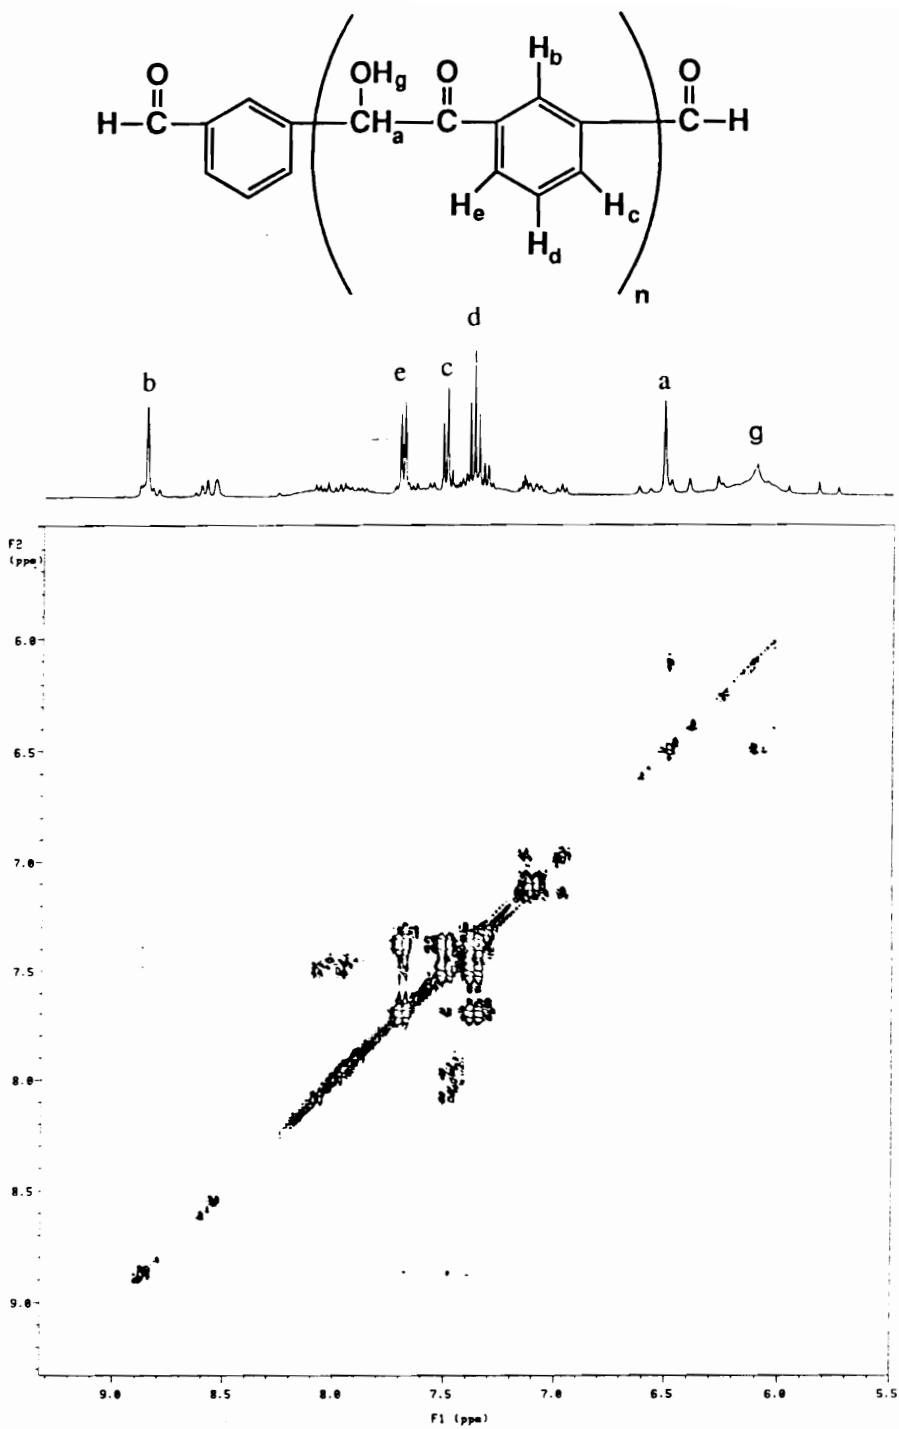 O OHg O Hb O
H C CHa C C H
He Hc
Hd
n
d
b e c a
g
F2
(ppm)
6.0
6.5
7.0
7.5
8.0
8.5
9.0
9.0 8.5 8.0 7.5 7.0 6.5 6.0 5.5
F1 (ppm)